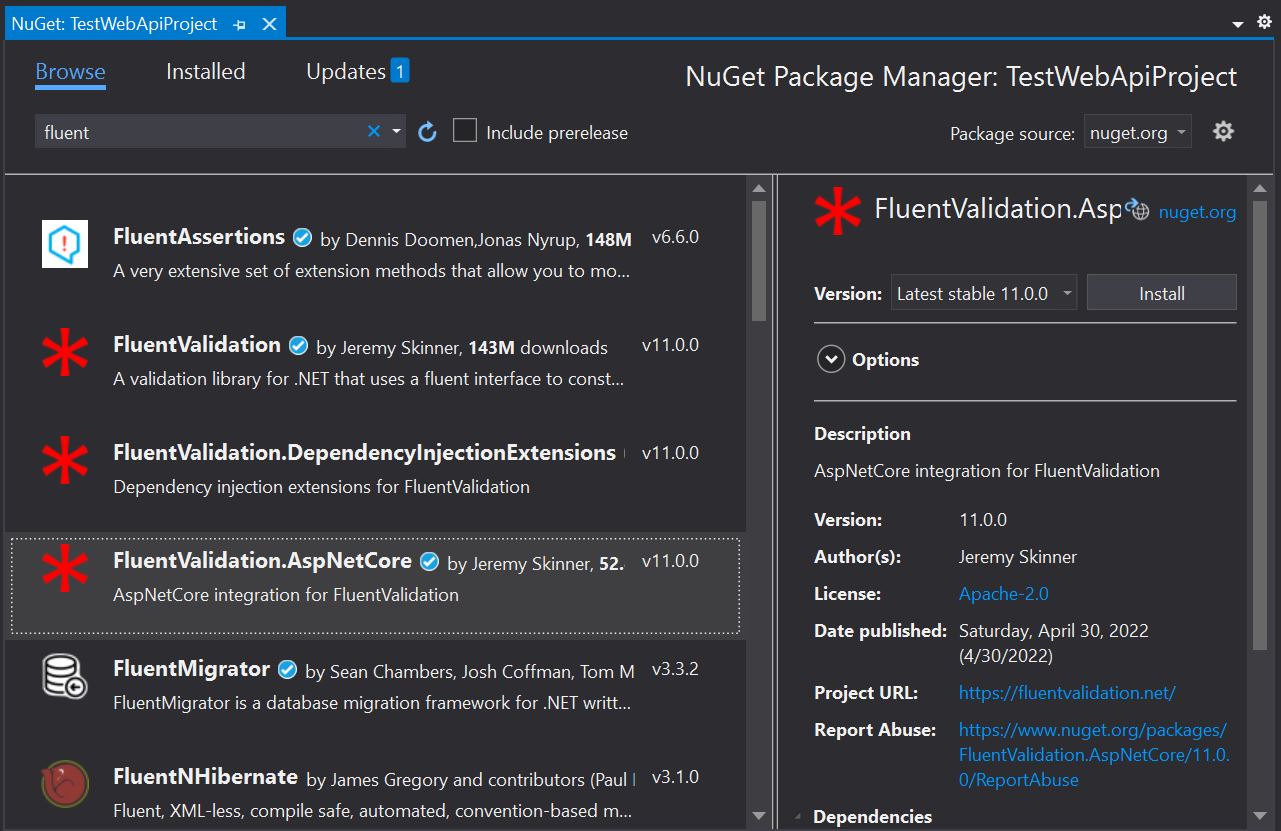 NuGet: TestWebApiProject
Browse Installed Updates 1
NuGet Package Manager: TestWebApiProject
fluent
Include prerelease
Package source: nuget.org
FluentAssertions by Dennis Doomen,Jonas Nyrup, 148M v6.6.0
A very extensive set of extension methods that allow you to mo...
FluentValidation by Jeremy Skinner, 143M downloads v11.0.0
A validation library for .NET that uses a fluent interface to const...
FluentValidation.DependencyInjectionExtensions v11.0.0
Dependency injection extensions for FluentValidation
FluentValidation.AspNetCore by Jeremy Skinner, 52. v11.0.0
AspNetCore integration for FluentValidation
FluentMigrator by Sean Chambers, Josh Coffman, Tom M v3.3.2
FluentMigrator is a database migration framework for .NET writt...
FluentNHibernate by James Gregory and contributors (Paul v3.1.0
Fluent, XML-less, compile safe, automated, convention-based m...
FluentValidation.Asp nuget.org
Version: Latest stable 11.0.0 Install
Options
Description
AspNetCore integration for FluentValidation
Version: 11.0.0
Author(s): Jeremy Skinner
License: Apache-2.0
Date published: Saturday, April 30, 2022
(4/30/2022)
Project URL: https://fluentvalidation.net/
Report Abuse: https://www.nuget.org/packages/
FluentValidation.AspNetCore/11.0.
0/ReportAbuse
Dependencies